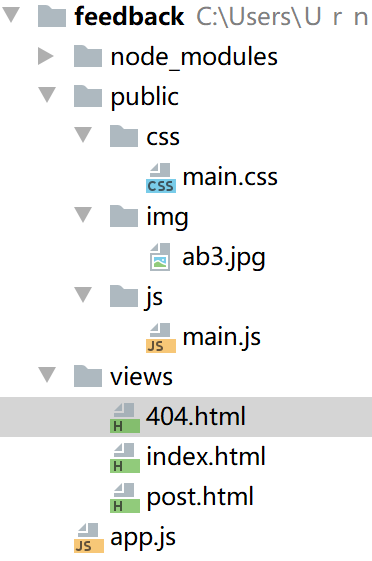 feedback C:\Users\U r n
node_modules
public
css
CSS main.css
img
ab3.jpg
js
JS main.js
views
H 404.html
H index.html
H post.html
JS app.js